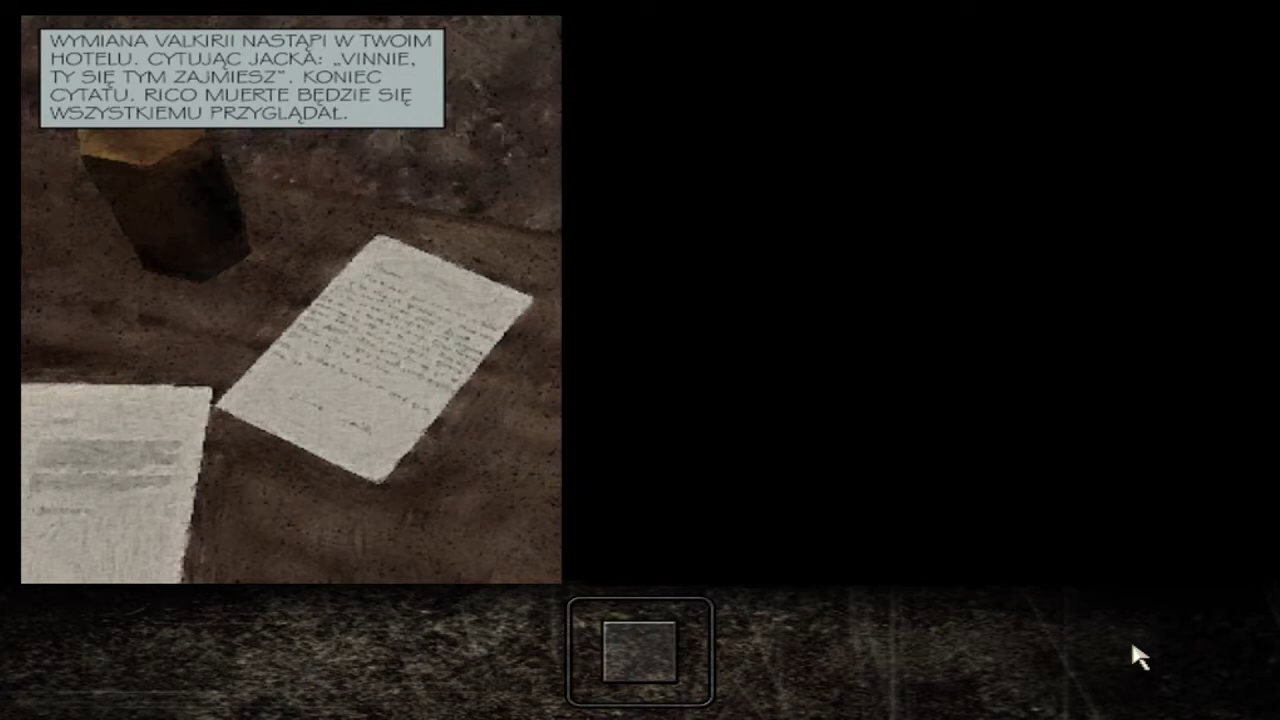 WYMIANA VALKIRII NASTĄPI W TWOIM
HOTELU. CYTUJĄC JACKA: „VINNIE,
TY SIĘ TYM ZAJMIESZ”. KONIEC
CYTATU. RICO MUERTE BĘDZIE SIĘ
WSZYSTKIEMU PRZYGLĄDAŁ.